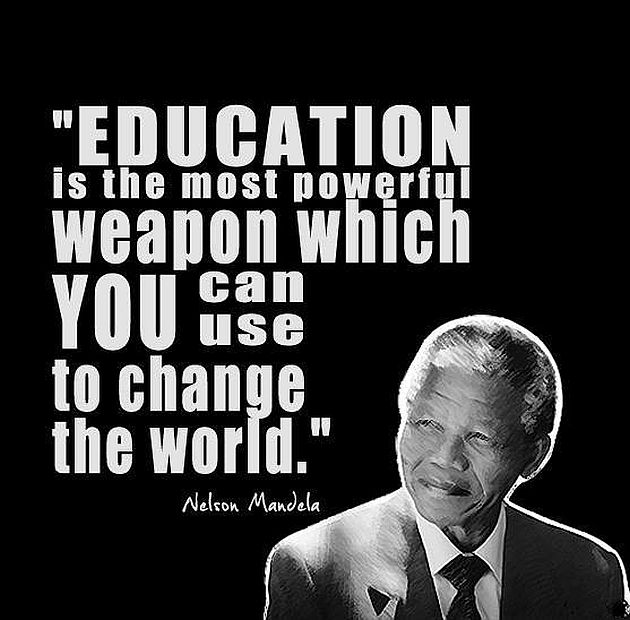 "EDUCATION
is the most powerful
weapon which
YOU can use
to change
the world."
Nelson Mandela